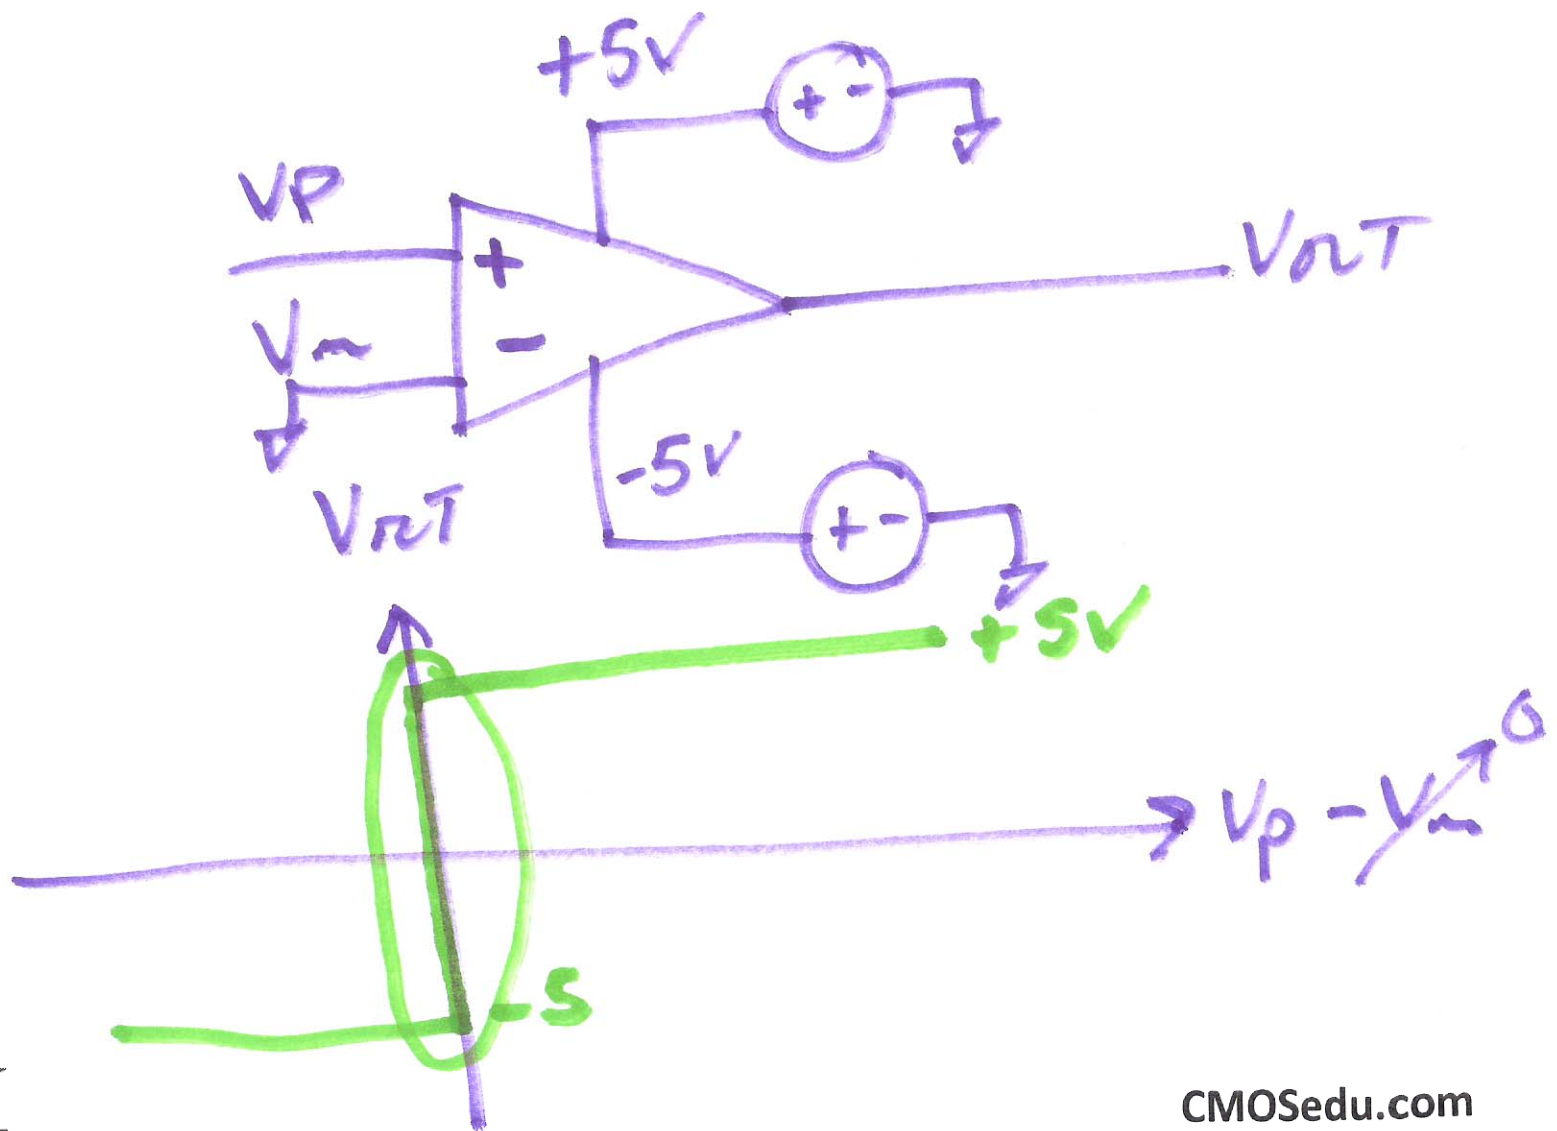 +5V
+ -
VP
+
VOUT
Vm
-
-5V
+ -
VOUT
+5V
Vp - Vm 0
-5
CMOSedu.com